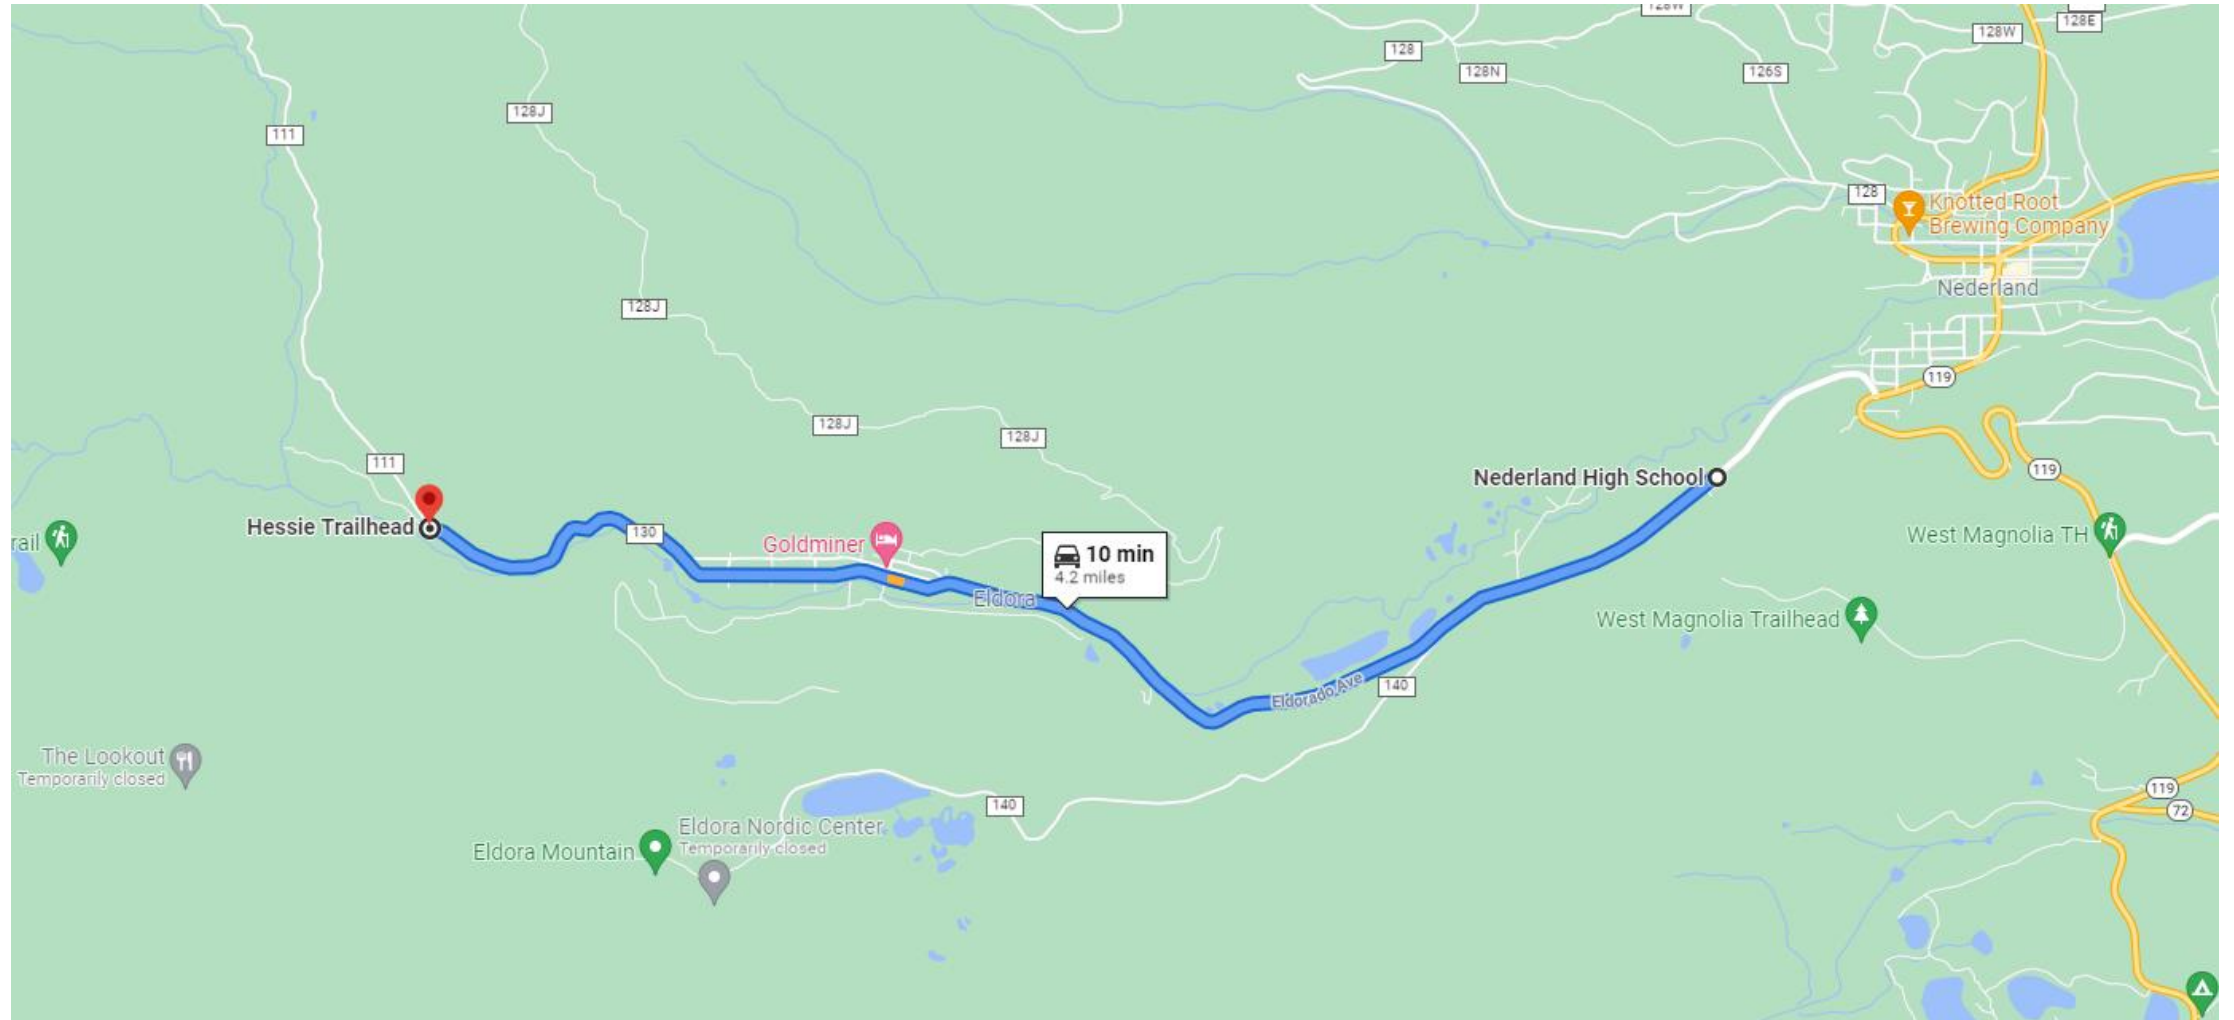 128W
128E
128W
128
128N
126S
128J
111
128
Knotted Root
Brewing Company
Nederland
128J
119
128J
128J
111
119
Nederland High School
Hessie Trailhead
130
Goldminer
10 min
4.2 miles
rail
West Magnolia TH
Eldora
West Magnolia Trailhead
Eldorado Ave
140
The Lookout
Temporarily closed
119
72
140
Eldora Nordic Center
Temporarily closed
Eldora Mountain